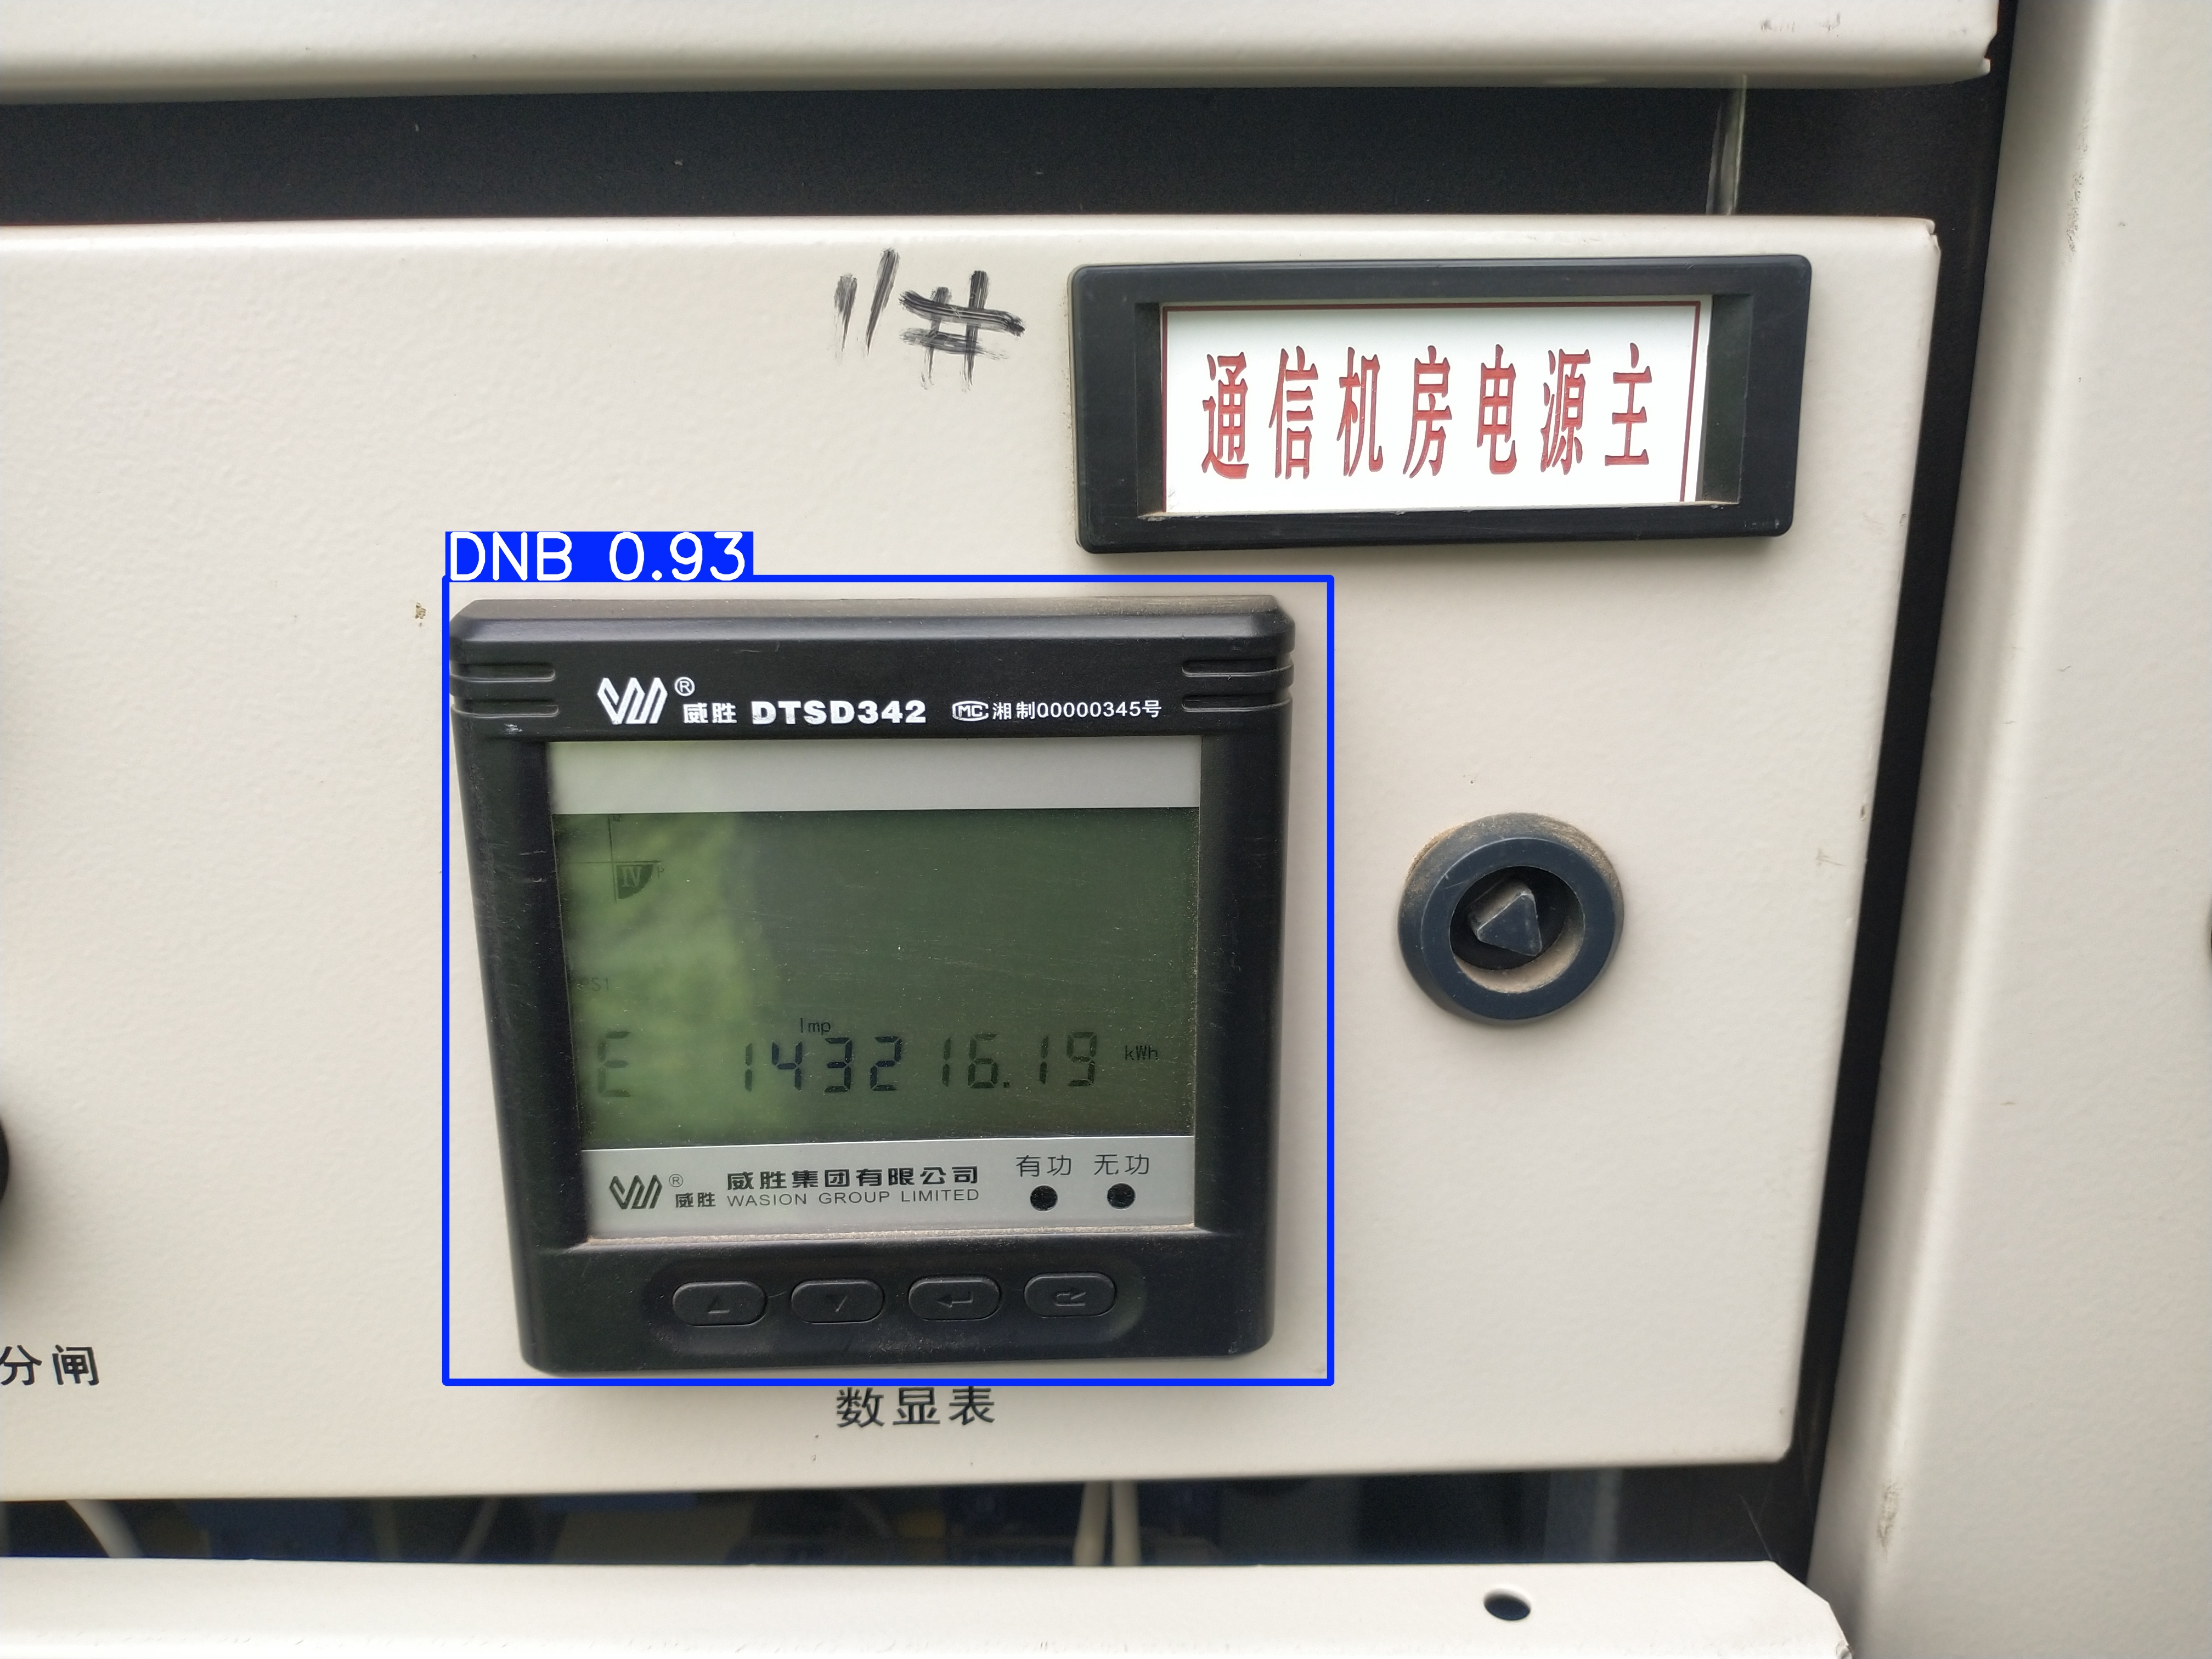 11#
通信机房电源主
DNB 0.93
威胜 DTSD342 MC 湘制00000345号
IV P
Imp
E 143216.19 kWh
有功 无功
威胜 威胜集团有限公司
WASION GROUP LIMITED
分闸
数显表